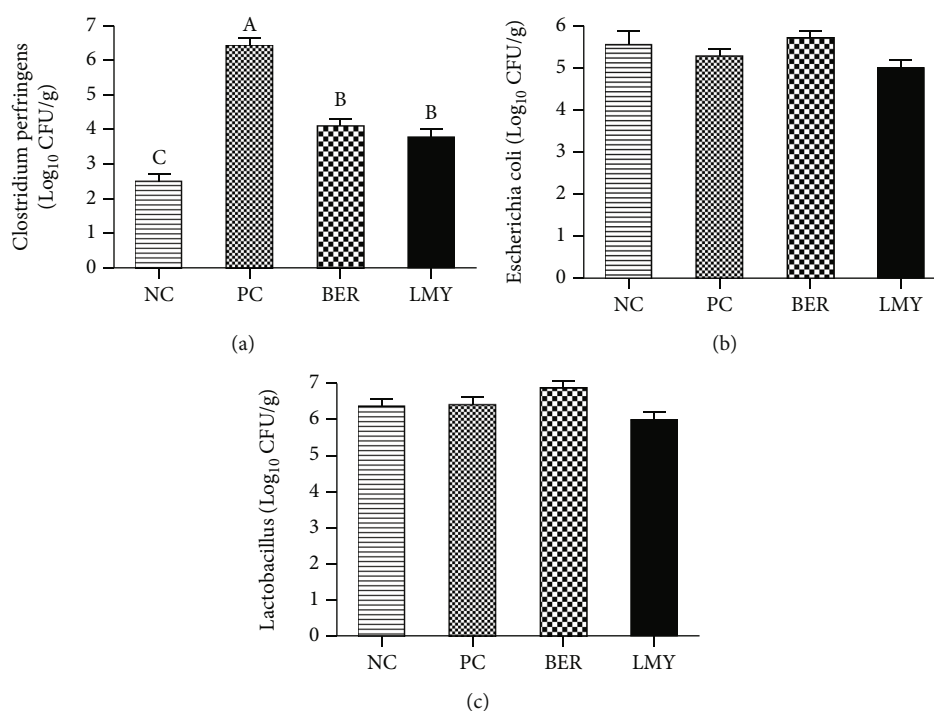 Clostridium perfringens
(Log₁₀ CFU/g)
7
6
5
4
3
2
1
0
C
A
B
B
NC
PC
BER
LMY
(a)
Escherichia coli (Log₁₀ CFU/g)
6
5
4
3
2
1
0
NC
PC
BER
LMY
(b)
Lactobacillus (Log₁₀ CFU/g)
7
6
5
4
3
2
1
0
NC
PC
BER
LMY
(c)